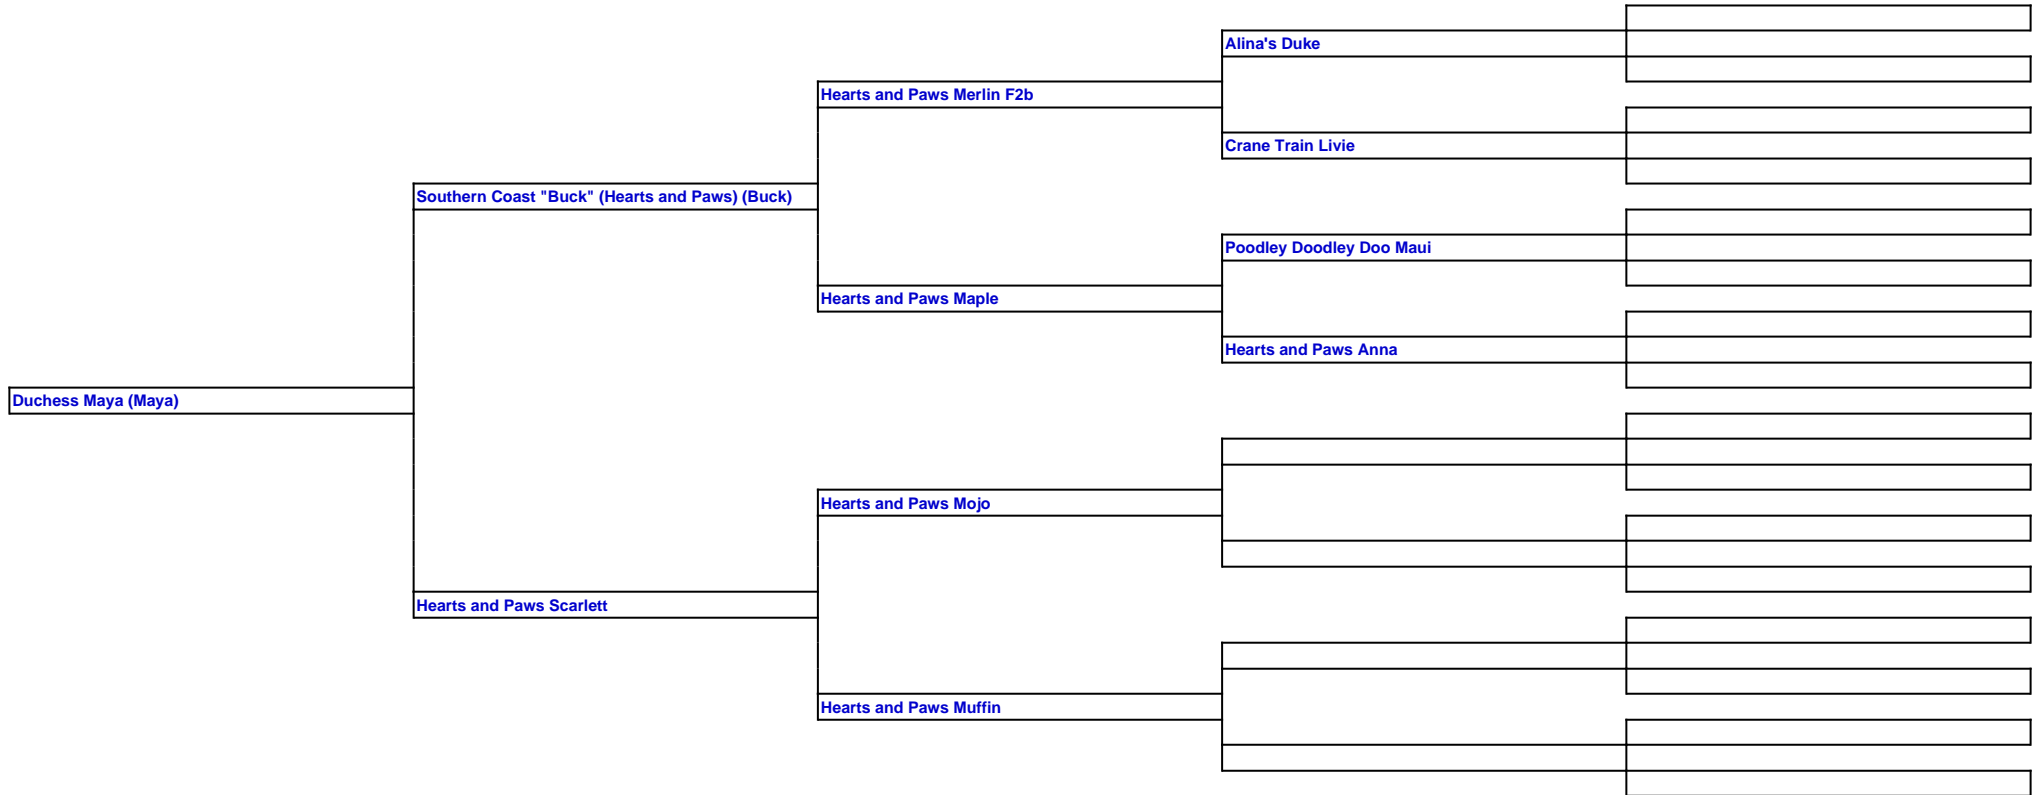 Alina's Duke
Hearts and Paws Merlin F2b
Crane Train Livie
Southern Coast "Buck" (Hearts and Paws) (Buck)
Poodley Doodley Doo Maui
Hearts and Paws Maple
Hearts and Paws Anna
Duchess Maya (Maya)
Hearts and Paws Mojo
Hearts and Paws Scarlett
Hearts and Paws Muffin